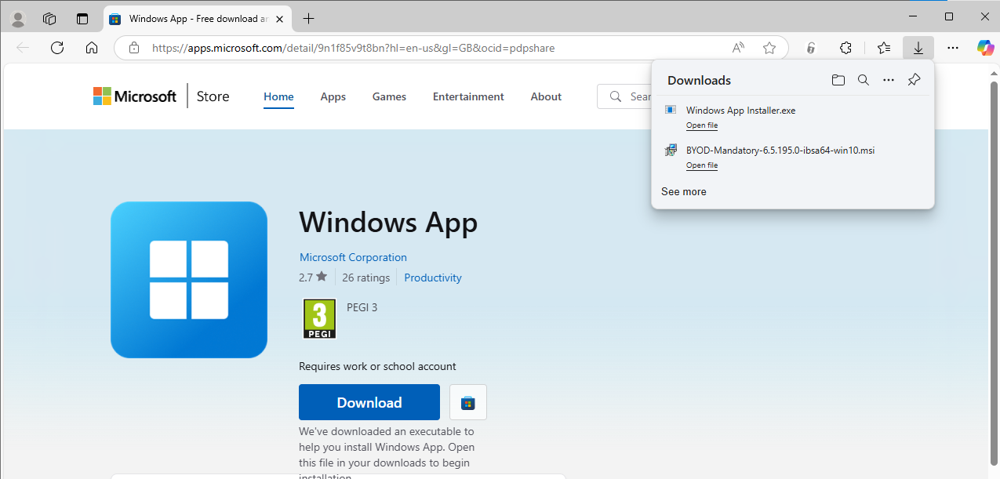 Windows App - Free download an
https://apps.microsoft.com/detail/9n1f85v9t8bn?hl=en-us&gl=GB&ocid=pdpshare
Downloads
Windows App Installer.exe
Open file
BYOD-Mandatory-6.5.195.0-ibsa64-win10.msi
Open file
See more
Microsoft Store Home Apps Games Entertainment About Sear
Windows App
Microsoft Corporation
2.7 ★ 26 ratings Productivity
3
PEGI
PEGI 3
Requires work or school account
Download
We've downloaded an executable to
help you install Windows App. Open
this file in your downloads to begin
installation.